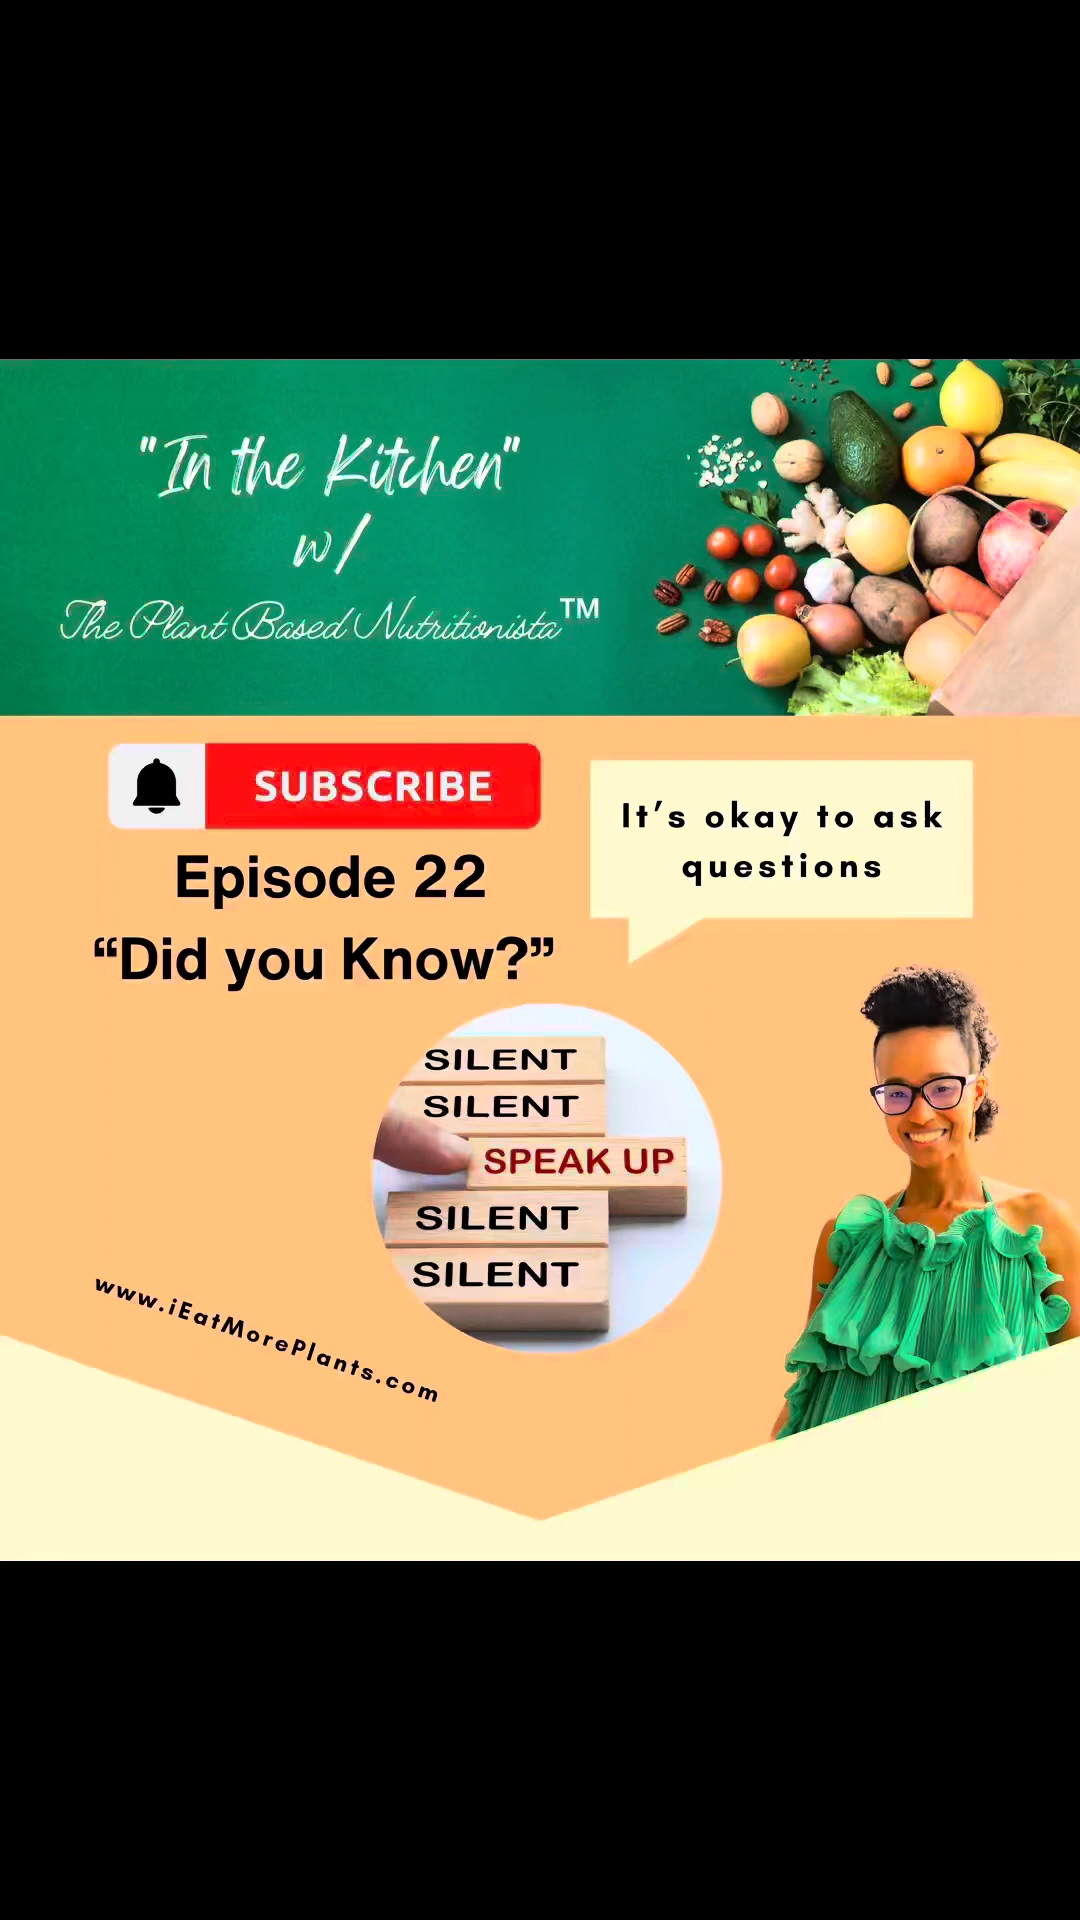 "In the Kitchen"
w/
The Plant Based Nutritionista™
SUBSCRIBE
Episode 22
“Did you Know?”
It’s okay to ask
questions
SILENT
SILENT
SPEAK UP
SILENT
SILENT
www.iEatMorePlants.com